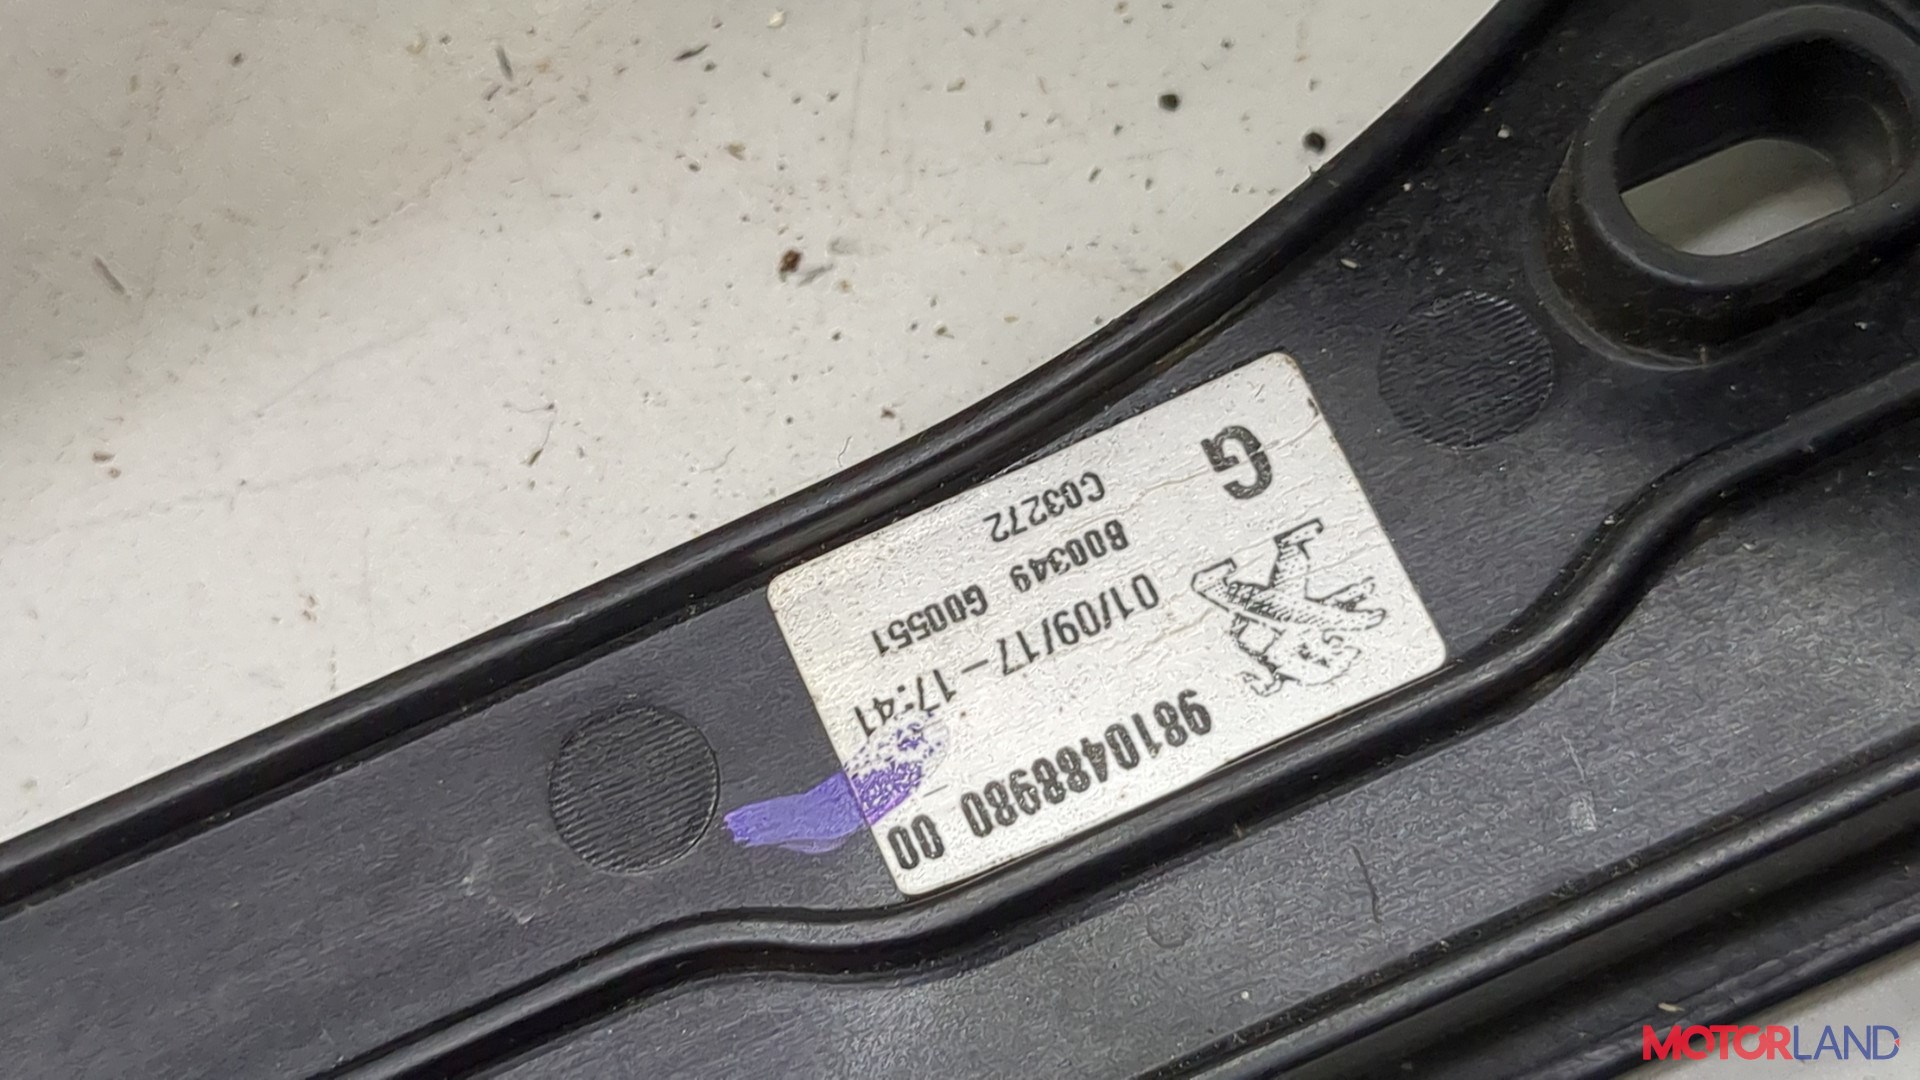 9810488980 00
01/09/17 - 17:41
B00349 G00551
C03272
G
MOTORLAND